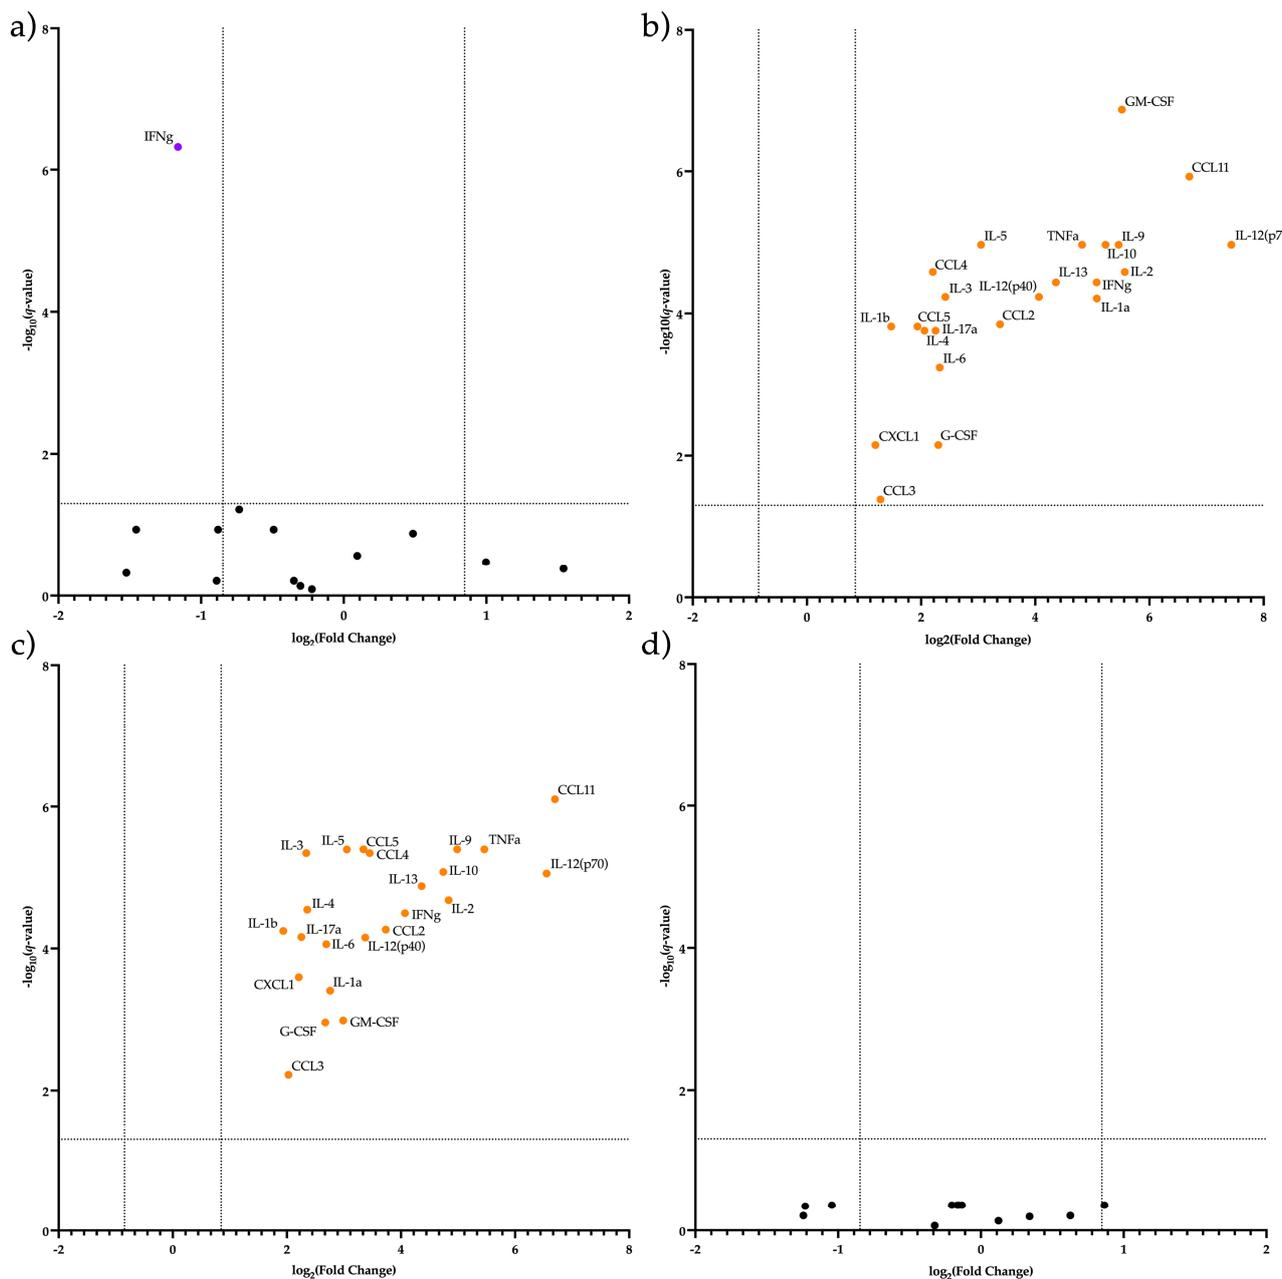 a)
8
6
4
2
0
-log10(q-value)
IFNg
-2 -1 0 1 2
log2(Fold Change)
b)
8
6
4
2
0
-log10(q-value)
GM-CSF
CCL11
IL-5
TNFa
IL-9
IL-12(p7
IL-10
CCL4
IL-13
IL-2
IL-3
IL-12(p40)
IFNg
IL-1a
IL-1b
CCL5
CCL2
IL-17a
IL-4
IL-6
CXCL1
G-CSF
CCL3
-2 0 2 4 6 8
log2(Fold Change)
c)
8
6
4
2
0
-log10(q-value)
CCL11
IL-3
IL-5
CCL5
IL-9
TNFa
CCL4
IL-12(p70)
IL-10
IL-13
IL-4
IL-2
IFNg
IL-1b
IL-17a
CCL2
IL-6
IL-12(p40)
CXCL1
IL-1a
G-CSF
GM-CSF
CCL3
-2 0 2 4 6 8
log2(Fold Change)
d)
8
6
4
2
0
-log10(q-value)
-2 -1 0 1 2
log2(Fold Change)